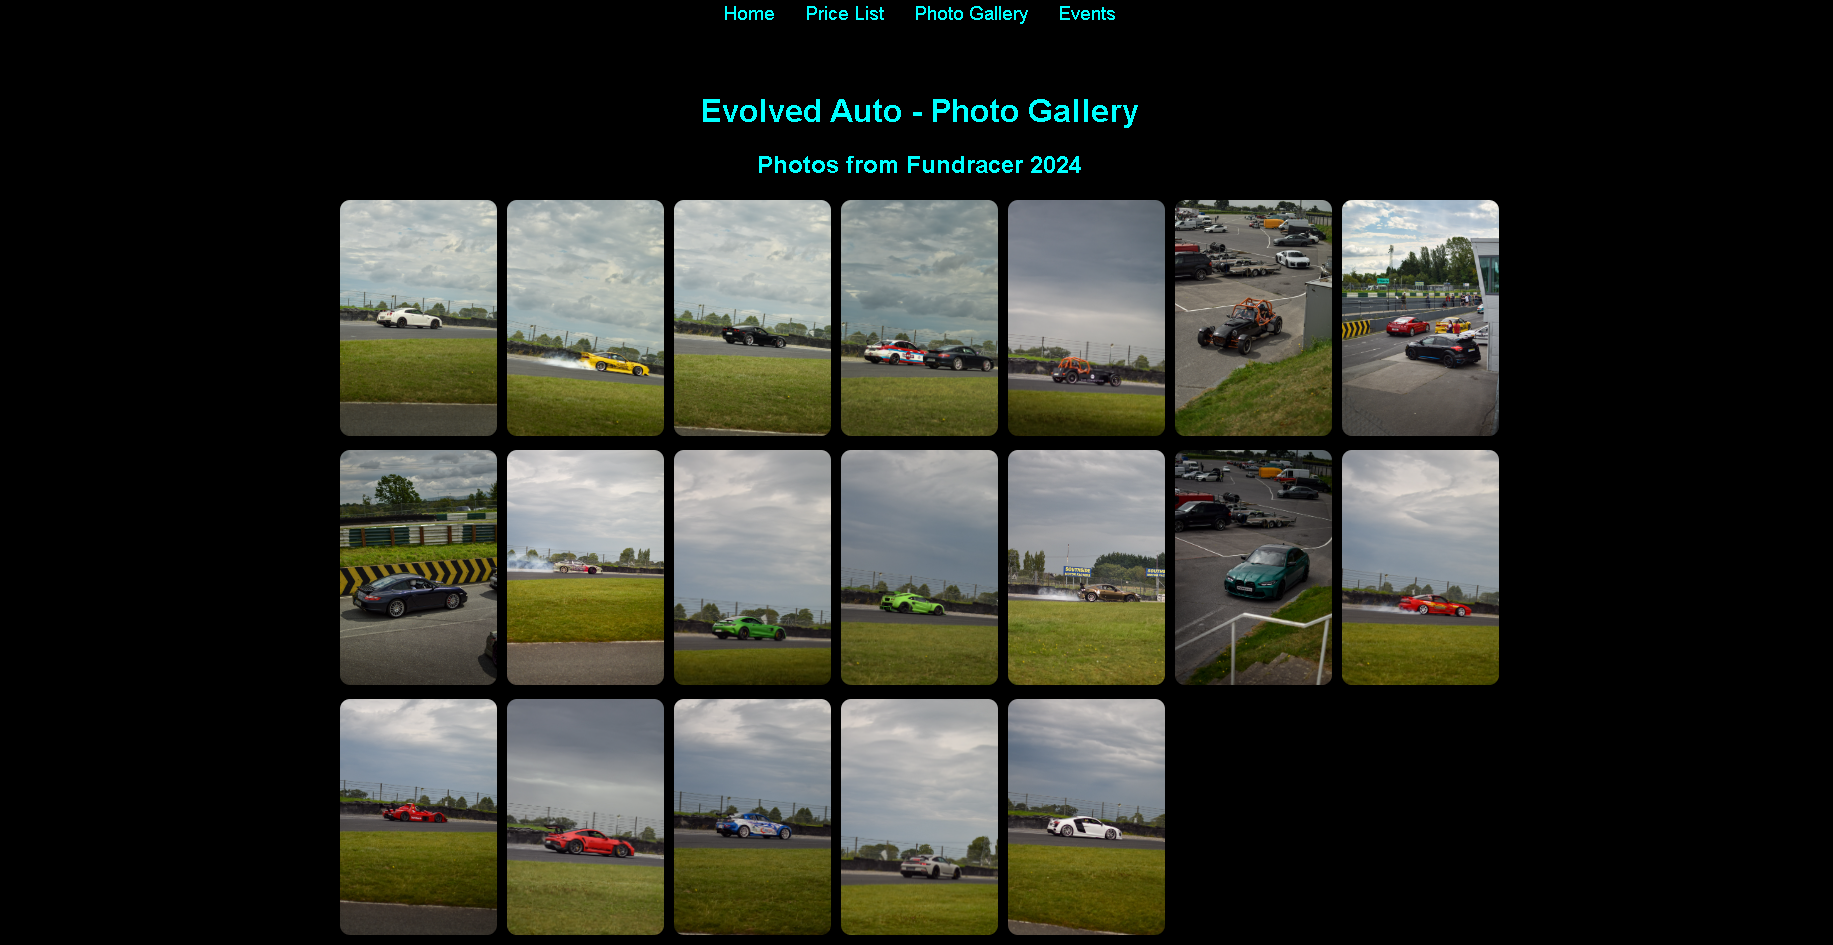 Home Price List Photo Gallery Events
Evolved Auto - Photo Gallery
Photos from Fundracer 2024